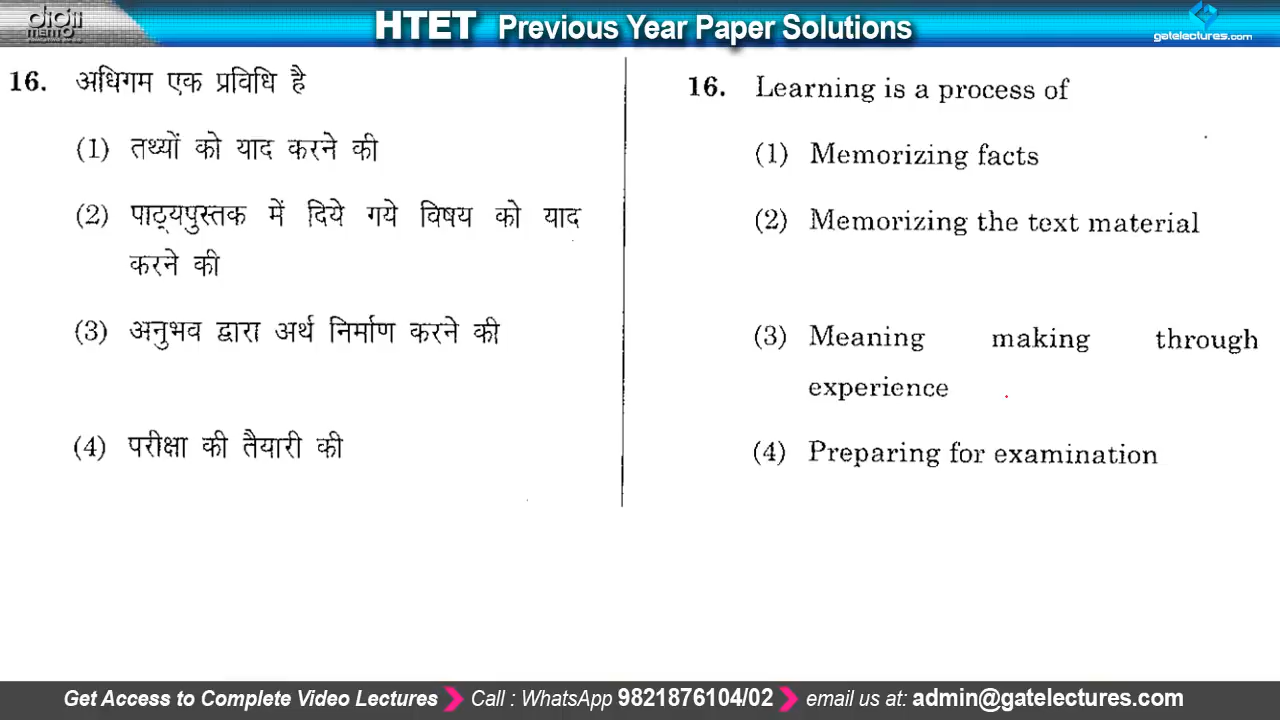 digii
MENTO
HTET Previous Year Paper Solutions
gatelectures.com
16. अधिगम एक प्रविधि है
(1) तथ्यों को याद करने की
(2) पाठ्यपुस्तक में दिये गये विषय को याद
करने की
(3) अनुभव द्वारा अर्थ निर्माण करने की
(4) परीक्षा की तैयारी की
16. Learning is a process of
(1) Memorizing facts
(2) Memorizing the text material
(3) Meaning making through
experience
(4) Preparing for examination
Get Access to Complete Video Lectures Call : WhatsApp 9821876104/02 email us at: admin@gatelectures.com